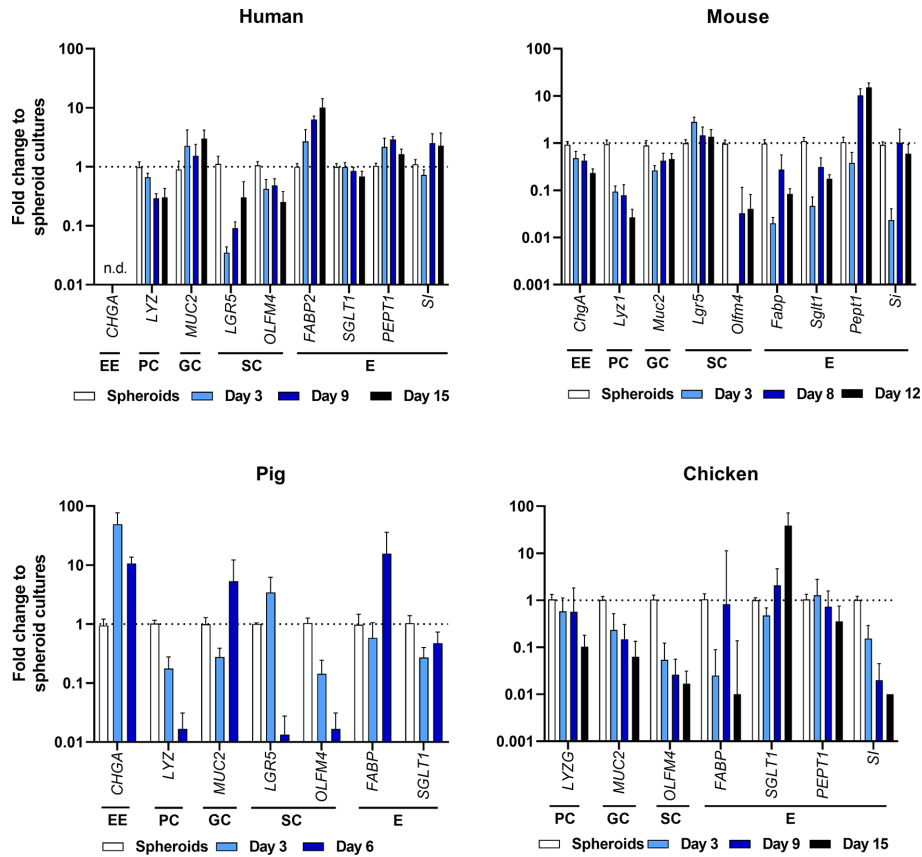 Human
Fold change to
spheroid cultures
100
10
1
0.1
0.01
n.d.
CHGA
LYZ
MUC2
LGR5
OLFM4
FABP2
SGLT1
PEPT1
SI
EE
PC
GC
SC
E
Spheroids
Day 3
Day 9
Day 15
Mouse
100
10
1
0.1
0.01
0.001
ChgA
Lyz1
Muc2
Lgr5
Olfm4
Fabp
Sglt1
Pept1
Si
EE
PC
GC
SC
E
Spheroids
Day 3
Day 8
Day 12
Pig
Fold change to
spheroid cultures
100
10
1
0.1
0.01
CHGA
LYZ
MUC2
LGR5
OLFM4
FABP
SGLT1
EE
PC
GC
SC
E
Spheroids
Day 3
Day 6
Chicken
100
10
1
0.1
0.01
0.001
LYZG
MUC2
OLFM4
FABP
SGLT1
PEPT1
SI
PC
GC
SC
E
Spheroids
Day 3
Day 9
Day 15